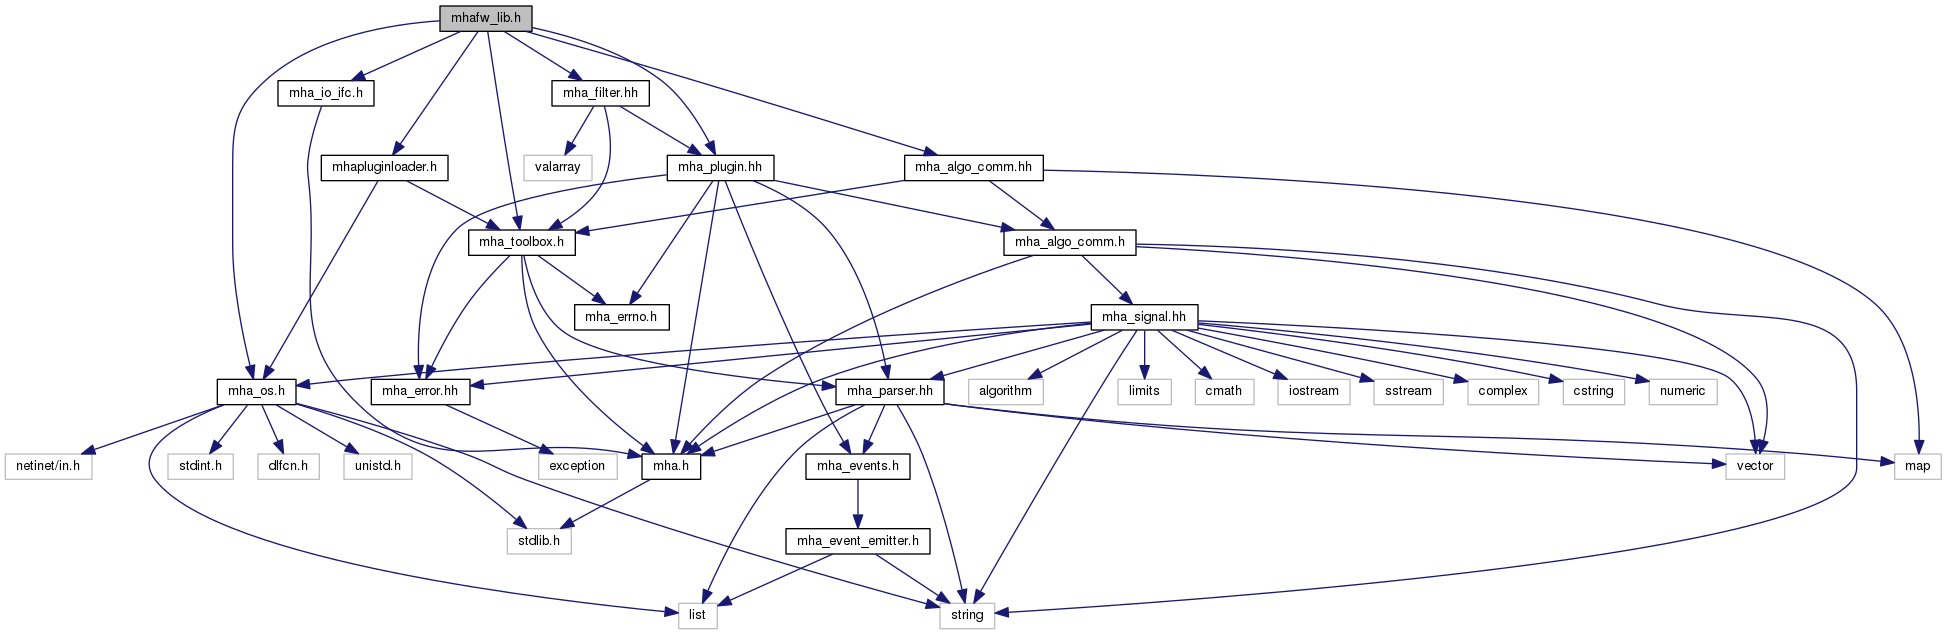 mhafw_lib.h
mha_io_ifc.h
mha_filter.hh
mhapluginloader.h
valarray
mha_plugin.hh
mha_algo_comm.hh
mha_toolbox.h
mha_algo_comm.h
mha_errno.h
mha_signal.hh
mha_os.h
mha_error.hh
mha_parser.hh
algorithm
limits
cmath
iostream
sstream
complex
cstring
numeric
netinet/in.h
stdint.h
dlfcn.h
unistd.h
exception
mha.h
mha_events.h
vector
map
stdlib.h
mha_event_emitter.h
list
string